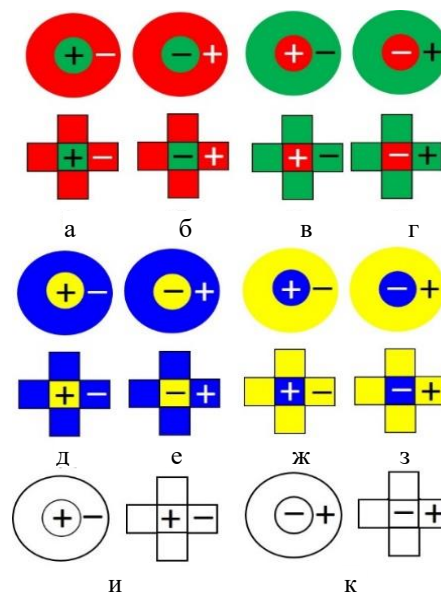 + − − + + − − +
+ − − + + − − +
а б в г
+ − − + + − − +
+ − − + + − − +
д е ж з
+ − + − − + − +
и к